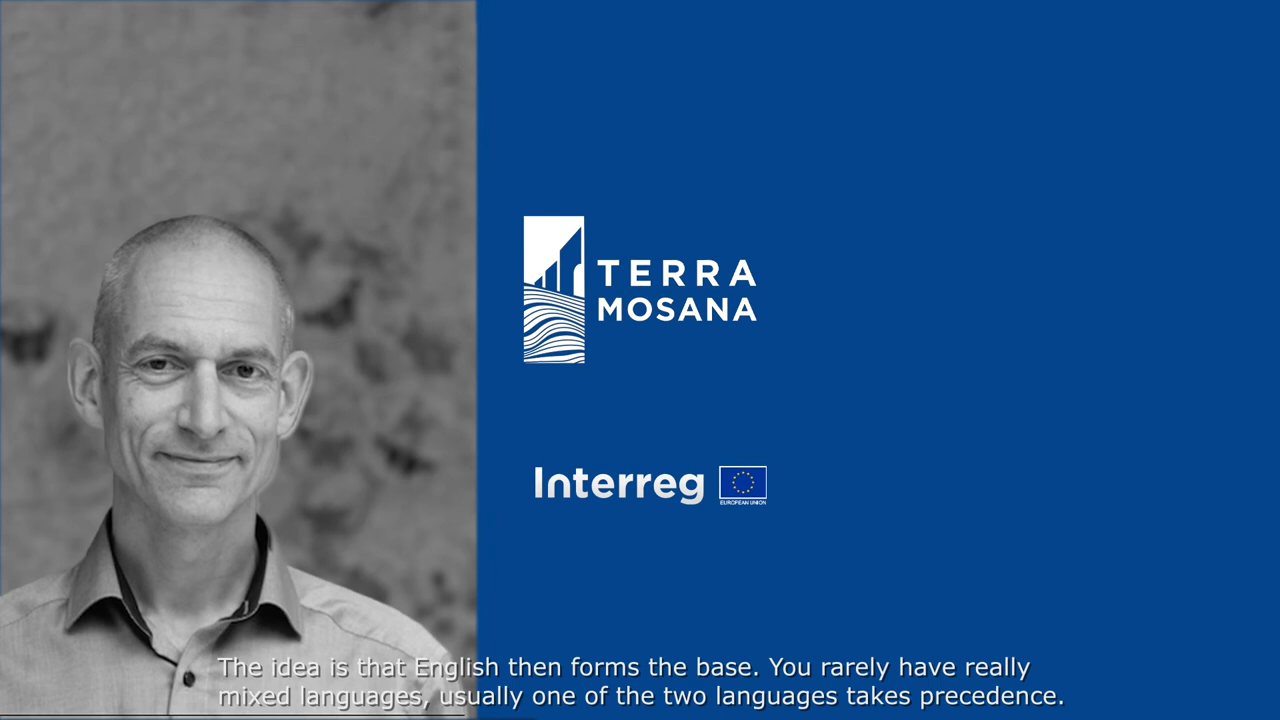 TERRA
MOSANA
Interreg
EUROPEAN UNION
The idea is that English then forms the base. You rarely have really
mixed languages, usually one of the two languages takes precedence.